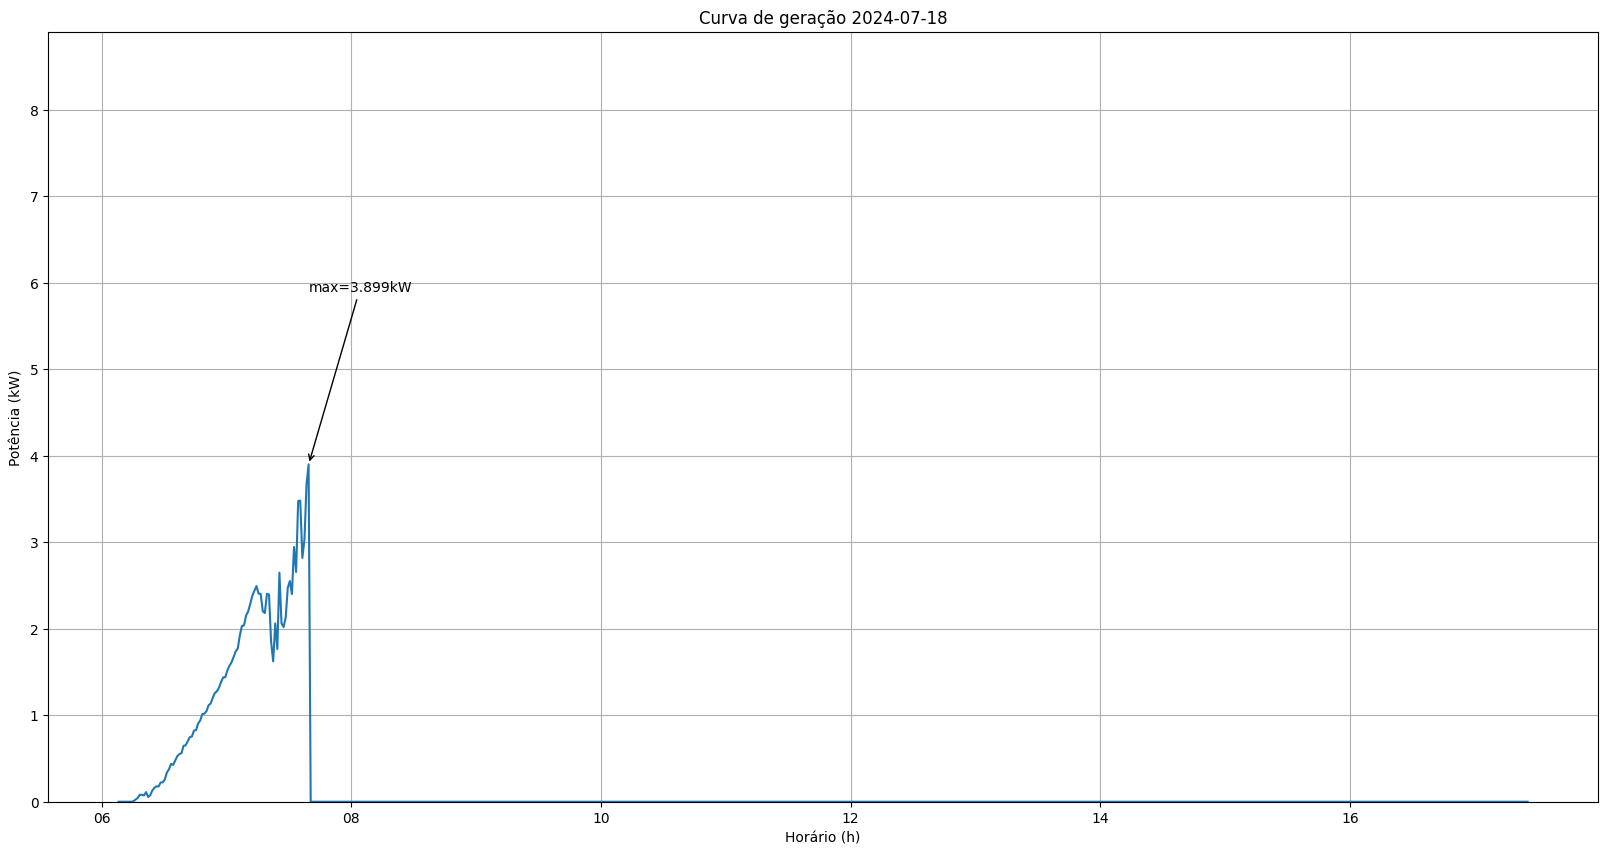 Curva de geração 2024-07-18
8
7
6
5
4
3
2
1
0
Potência (kW)
max=3.899kW
06 08 10 12 14 16
Horário (h)